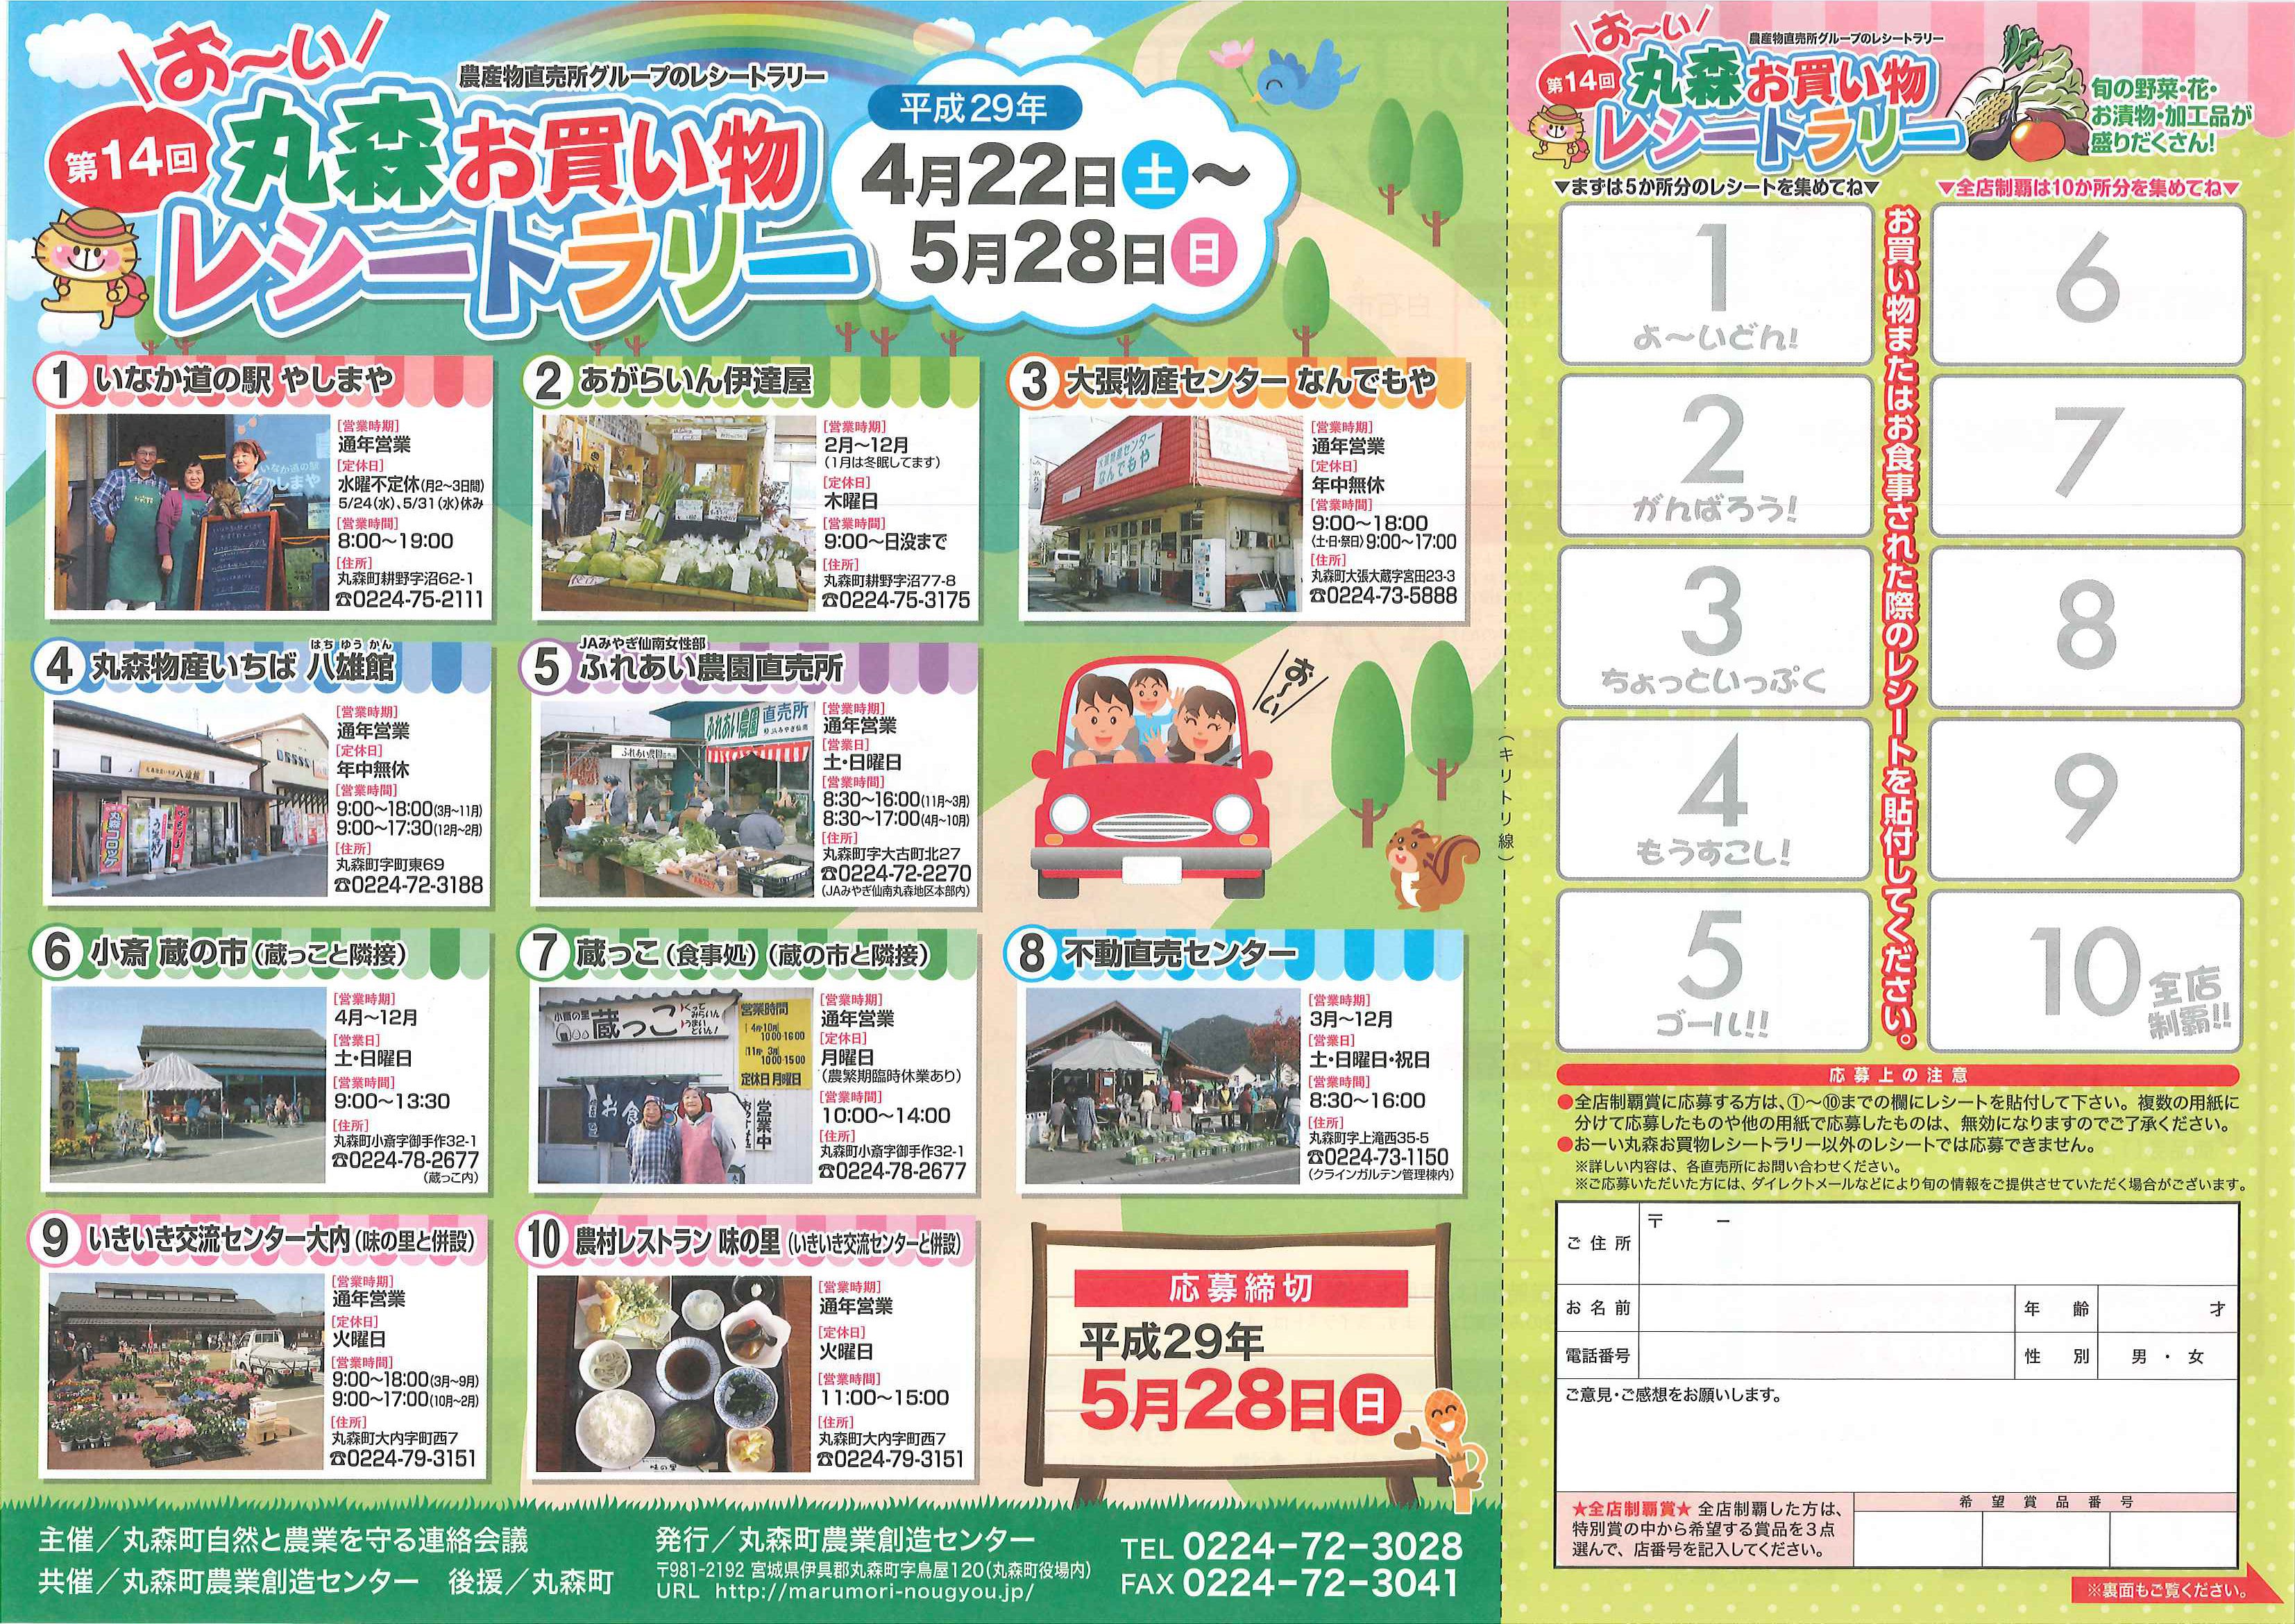 お～い
農産物直売所グループのレシートラリー
第14回
丸森お買い物
レシートラリー
平成29年
4月22日土～
5月28日日
1 いなか道の駅 やしまや
[営業時期]
通年営業
[定休日]
水曜不定休(月2～3日間)
5/24(水)、5/31(水)休み
[営業時間]
8:00～19:00
[住所]
丸森町耕野字沼62-1
☎0224-75-2111
2 あがらいん伊達屋
[営業時期]
2月～12月
(1月は冬眠してます)
[定休日]
木曜日
[営業時間]
9:00～日没まで
[住所]
丸森町耕野字沼77-8
☎0224-75-3175
3 大張物産センター なんでもや
大張物産センター
なんでもや
[営業時期]
通年営業
[定休日]
年中無休
[営業時間]
9:00～18:00
〈土・日・祭日〉9:00～17:00
[住所]
丸森町大張大蔵字宮田23-3
☎0224-73-5888
はち ゆう かん
4 丸森物産いちば 八雄館
丸森コロッケ
[営業時期]
通年営業
[定休日]
年中無休
[営業時間]
9:00～18:00(3月～11月)
9:00～17:30(12月～2月)
[住所]
丸森町字町東69
☎0224-72-3188
JAみやぎ仙南女性部
5 ふれあい農園直売所
ふれあい農園 直売所
JAみやぎ仙南
[営業時期]
通年営業
[営業日]
土・日曜日
[営業時間]
8:30～16:00(11月～3月)
8:30～17:00(4月～10月)
[住所]
丸森町字大古町北27
☎0224-72-2270
(JAみやぎ仙南丸森地区本部内)
お～い
6 小斎 蔵の市(蔵っこと隣接)
[営業時期]
4月～12月
[営業日]
土・日曜日
[営業時間]
9:00～13:30
[住所]
丸森町小斎字御手作32-1
☎0224-78-2677
(蔵っこ内)
7 蔵っこ(食事処)(蔵の市と隣接)
小斎の里
蔵っこ
営業時間
定休日 月曜日
営業中
[営業時期]
通年営業
[定休日]
月曜日
(農繁期臨時休業あり)
[営業時間]
10:00～14:00
[住所]
丸森町小斎字御手作32-1
☎0224-78-2677
8 不動直売センター
[営業時期]
3月～12月
[営業日]
土・日曜日・祝日
[営業時間]
8:30～16:00
[住所]
丸森町字上滝西35-5
☎0224-73-1150
(クラインガルテン管理棟内)
9 いきいき交流センター大内(味の里と併設)
[営業時期]
通年営業
[定休日]
火曜日
[営業時間]
9:00～18:00(3月～9月)
9:00～17:00(10月～2月)
[住所]
丸森町大内字町西7
☎0224-79-3151
10 農村レストラン 味の里(いきいき交流センターと併設)
味の里
[営業時期]
通年営業
[定休日]
火曜日
[営業時間]
11:00～15:00
[住所]
丸森町大内字町西7
☎0224-79-3151
応募締切
平成29年
5月28日日
主催／丸森町自然と農業を守る連絡会議
共催／丸森町農業創造センター 後援／丸森町
発行／丸森町農業創造センター
〒981-2192 宮城県伊具郡丸森町字鳥屋120(丸森町役場内)
URL http://marumori-nougyou.jp/
TEL 0224-72-3028
FAX 0224-72-3041
(キリトリ線)
お～い
農産物直売所グループのレシートラリー
第14回
丸森お買い物
レシートラリー
旬の野菜・花・
お漬物・加工品が
盛りだくさん!
▼まずは5か所分のレシートを集めてね▼
▼全店制覇は10か所分を集めてね▼
お買い物またはお食事された際のレシートを貼付してください。
1
よ～いどん!
2
がんばろう!
3
ちょっといっぷく
4
もうすこし!
5
ゴール!!
6
7
8
9
10
全店
制覇!!
応募上の注意
●全店制覇賞に応募する方は、①～⑩までの欄にレシートを貼付して下さい。複数の用紙に
分けて応募したものや他の用紙で応募したものは、無効になりますのでご了承ください。
●おーい丸森お買物レシートラリー以外のレシートでは応募できません。
※詳しい内容は、各直売所にお問い合わせください。
※ご応募いただいた方には、ダイレクトメールなどにより旬の情報をご提供させていただく場合がございます。
ご住所
〒 －
お名前
年 齢
才
電話番号
性 別
男 ・ 女
ご意見・ご感想をお願いします。
★全店制覇賞★ 全店制覇した方は、
特別賞の中から希望する賞品を3点
選んで、店番号を記入してください。
希望賞品番号
※裏面もご覧ください。